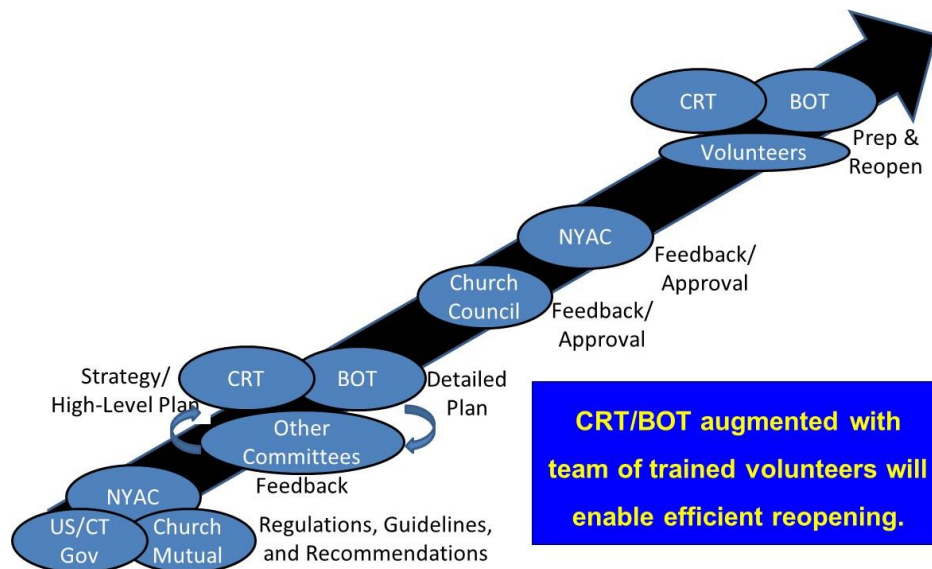 CRT
BOT
Volunteers
Prep &
Reopen
NYAC
Feedback/
Approval
Church
Council
Feedback/
Approval
Strategy/
High-Level Plan
CRT
BOT
Detailed
Plan
Other
Committees
Feedback
NYAC
US/CT
Gov
Church
Mutual
Regulations, Guidelines,
and Recommendations
CRT/BOT augmented with
team of trained volunteers will
enable efficient reopening.